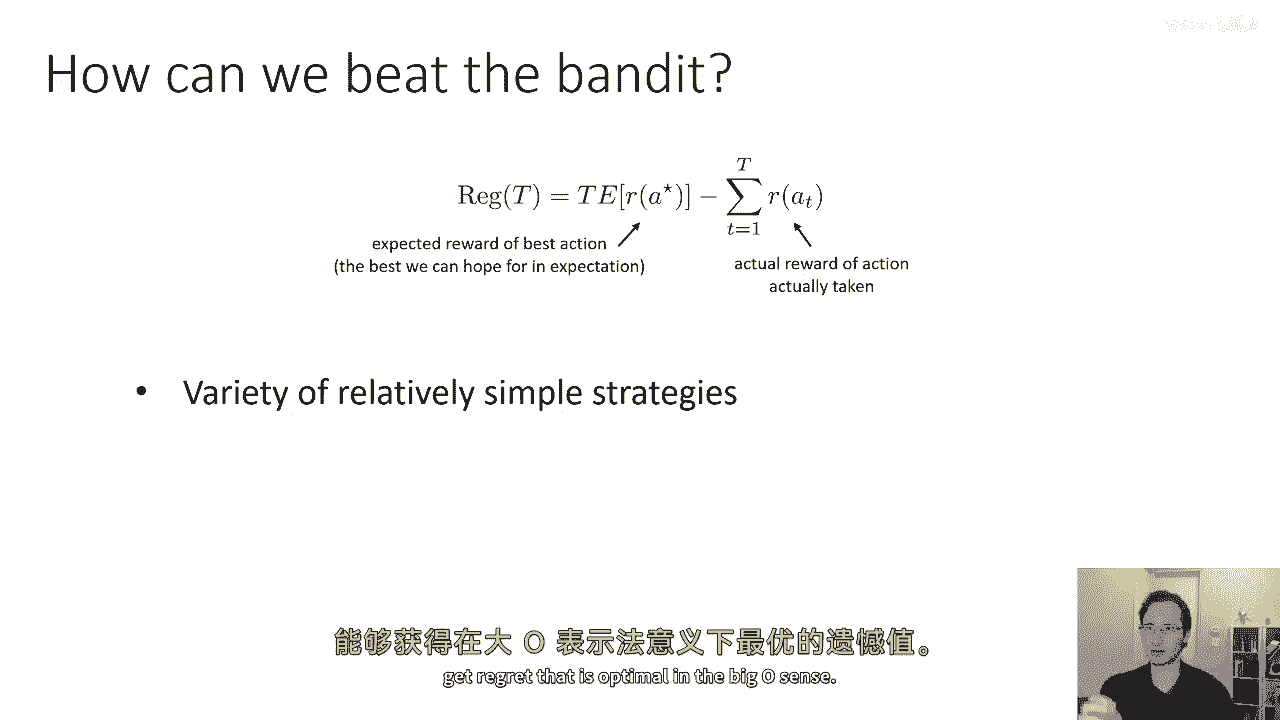 How can we beat the bandit?
Reg(T) = TE[r(a⋆)] − ∑_{t=1}^{T} r(a_t)
expected reward of best action
(the best we can hope for in expectation)
actual reward of action
actually taken
• Variety of relatively simple strategies
能够获得在大 O 表示法意义下最优的遗憾值。
get regret that is optimal in the big O sense.